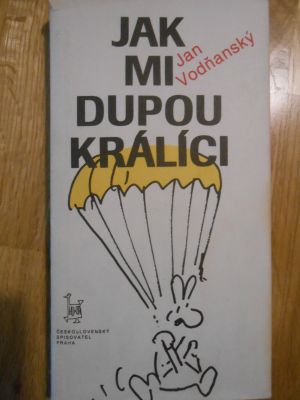 JAK
MI
DUPOU
KRÁLÍCI
Jan
Vodňanský
ČESKOSLOVENSKÝ
SPISOVATEL
PRAHA